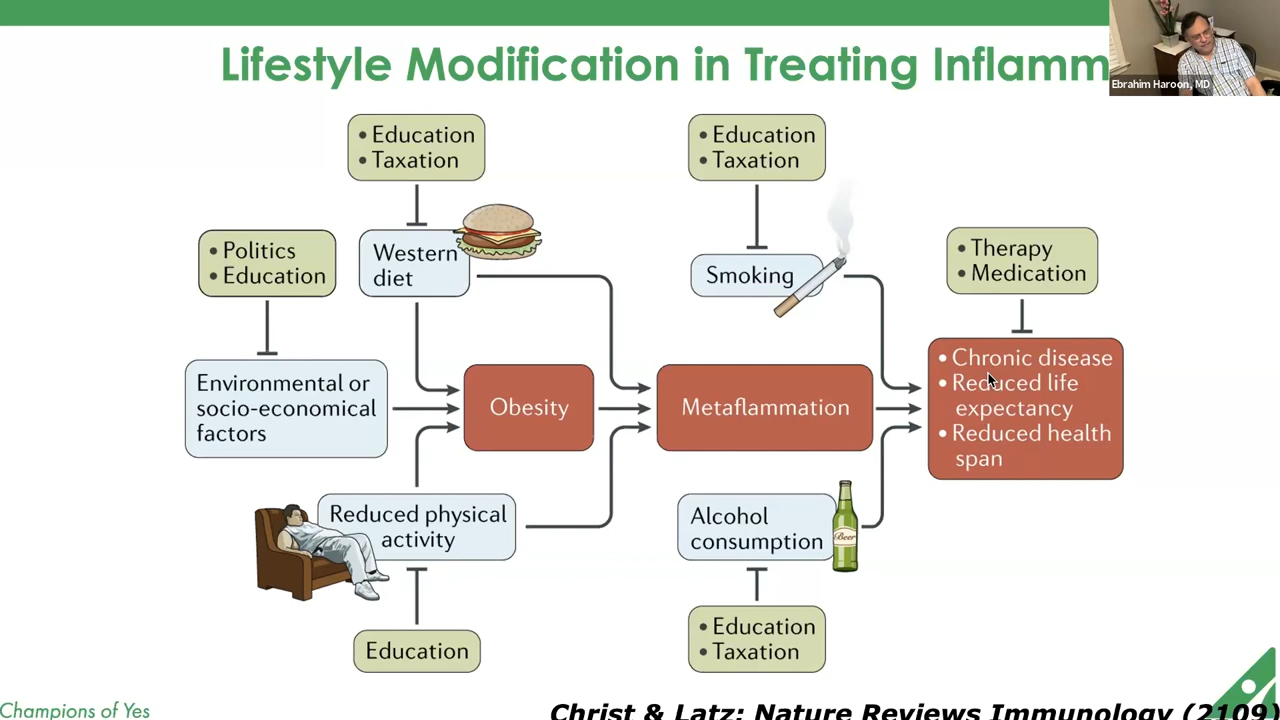 Lifestyle Modification in Treating Inflamm
Ebrahim Haroon, MD
• Education
• Taxation
• Education
• Taxation
• Politics
• Education
Western
diet
Smoking
• Therapy
• Medication
Environmental or
socio-economical
factors
Obesity
Metaflammation
• Chronic disease
• Reduced life
expectancy
• Reduced health
span
Reduced physical
activity
Alcohol
consumption
Beer
Education
• Education
• Taxation
Champions of Yes
Christ & Latz: Nature Reviews Immunology (2109)